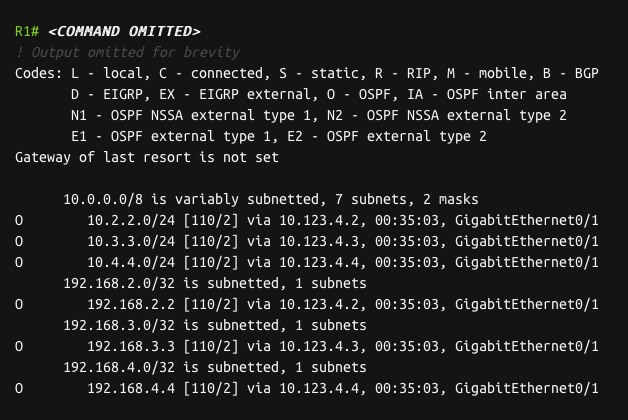 R1# <COMMAND OMITTED>
! Output omitted for brevity
Codes: L - local, C - connected, S - static, R - RIP, M - mobile, B - BGP
       D - EIGRP, EX - EIGRP external, O - OSPF, IA - OSPF inter area
       N1 - OSPF NSSA external type 1, N2 - OSPF NSSA external type 2
       E1 - OSPF external type 1, E2 - OSPF external type 2
Gateway of last resort is not set

      10.0.0.0/8 is variably subnetted, 7 subnets, 2 masks
O        10.2.2.0/24 [110/2] via 10.123.4.2, 00:35:03, GigabitEthernet0/1
O        10.3.3.0/24 [110/2] via 10.123.4.3, 00:35:03, GigabitEthernet0/1
O        10.4.4.0/24 [110/2] via 10.123.4.4, 00:35:03, GigabitEthernet0/1
      192.168.2.0/32 is subnetted, 1 subnets
O        192.168.2.2 [110/2] via 10.123.4.2, 00:35:03, GigabitEthernet0/1
      192.168.3.0/32 is subnetted, 1 subnets
O        192.168.3.3 [110/2] via 10.123.4.3, 00:35:03, GigabitEthernet0/1
      192.168.4.0/32 is subnetted, 1 subnets
O        192.168.4.4 [110/2] via 10.123.4.4, 00:35:03, GigabitEthernet0/1